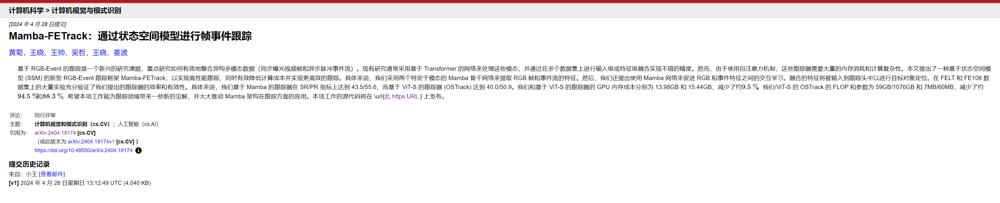 计算机科学 > 计算机视觉与模式识别
[2024 年 4 月 28 日提交]
Mamba-FETrack：通过状态空间模型进行帧事件跟踪
黄菊，王晓，王帅，吴哲，王晓，姜波
基于 RGB-Event 的跟踪是一个新兴的研究课题，重点研究如何有效地整合异构多模态数据（同步曝光视频帧和异步脉冲事件流）。现有研究通常采用基于 Transformer 的网络来处理这些模态，并通过在多个数据集上进行输入级或特征级融合实现不错的精度。然而，由于使用自注意力机制，这些跟踪器需要大量的内存消耗和计算复杂性。本文提出了一种基于状态空间模
型 (SSM) 的新型 RGB-Event 跟踪框架 Mamba-FETrack，以实现高性能跟踪，同时有效降低计算成本并实现更高效的跟踪。具体来说，我们采用两个特定于模态的 Mamba 骨干网络来提取 RGB 帧和事件流的特征。然后，我们还提出使用 Mamba 网络来促进 RGB 和事件特征之间的交互学习。融合的特征将被输入到跟踪头中以进行目标对象定位。在 FELT 和 FE108 数
据集上的大量实验充分验证了我们提出的跟踪器的效率和有效性。具体来说，我们基于 Mamba 的跟踪器在 SR/PR 指标上达到 43.5/55.6，而基于 ViT-S 的跟踪器 (OSTrack) 达到 40.0/50.9。我们和基于 ViT-S 的跟踪器的 GPU 内存成本分别为 13.98GB 和 15.44GB，减少了约9.5 %。我们/ViT-S 的 OSTrack 的 FLOP 和参数为 59GB/1076GB 和 7MB/60MB，减少了约
94.5 %和88.3 %，希望本项工作能为跟踪领域带来一些新的见解，并大大推动 Mamba 架构在跟踪方面的应用。本项工作的源代码将在 \url{此 https URL } 上发布。
评论： 同行评审
主题： 计算机视觉和模式识别（cs.CV）；人工智能（cs.AI）
引用为： arXiv:2404.18174 [cs.CV]
（或此版本为 arXiv:2404.18174v1 [cs.CV] ）
https://doi.org/10.48550/arXiv.2404.18174
提交历史记录
来自：小王 [查看邮件]
[v1] 2024 年 4 月 28 日星期日 13:12:49 UTC (4,040 KB)